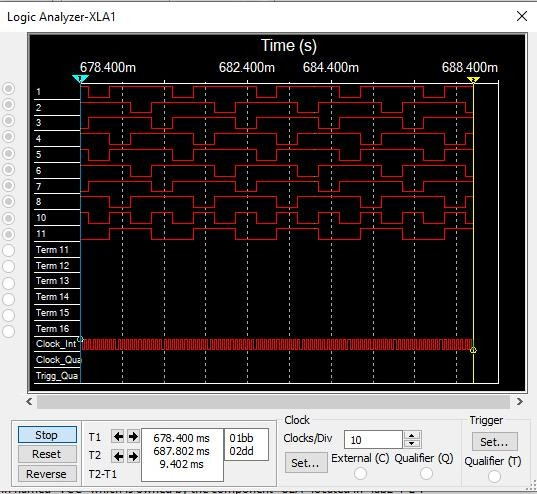 Logic Analyzer-XLA1
Time (s)
678.400m 682.400m 684.400m 688.400m
1
2
3
4
5
6
7
8
10
11
Term 11
Term 12
Term 13
Term 14
Term 15
Term 16
Clock_Int
Clock_Qua
Trigg_Qua
Stop
Reset
Reverse
T1
T2
T2-T1
678.400 ms
687.802 ms
9.402 ms
01bb
02dd
Clock
Clocks/Div 10
Set...
External (C)
Qualifier (Q)
Trigger
Set...
Qualifier (T)